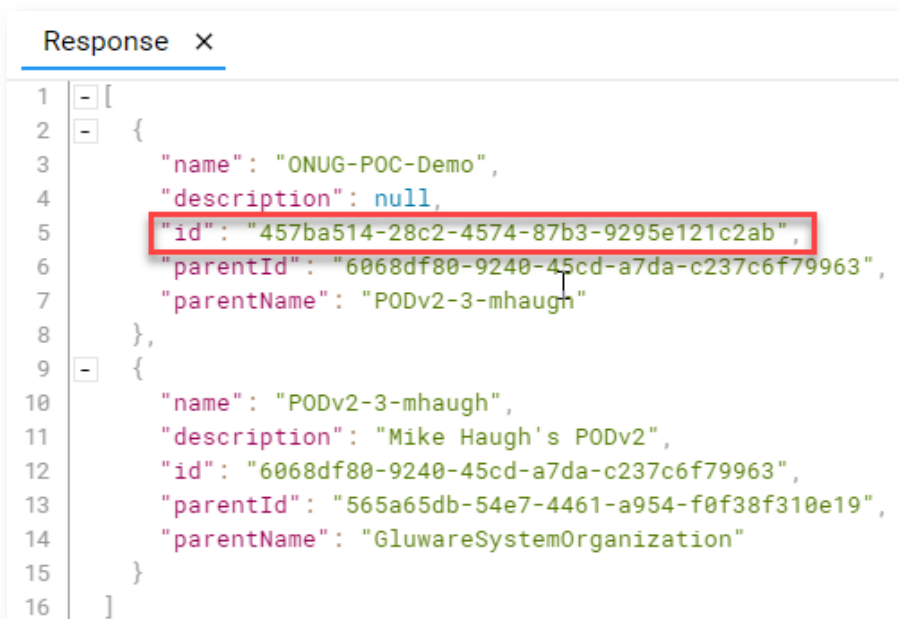 Response ×
1 - [
2 - {
3 "name": "ONUG-POC-Demo",
4 "description": null,
5 "id": "457ba514-28c2-4574-87b3-9295e121c2ab",
6 "parentId": "6068df80-9240-45cd-a7da-c237c6f79963",
7 "parentName": "PODv2-3-mhaugh"
8 },
9 - {
10 "name": "PODv2-3-mhaugh",
11 "description": "Mike Haugh's PODv2",
12 "id": "6068df80-9240-45cd-a7da-c237c6f79963",
13 "parentId": "565a65db-54e7-4461-a954-f0f38f310e19",
14 "parentName": "GluwareSystemOrganization"
15 }
16 ]